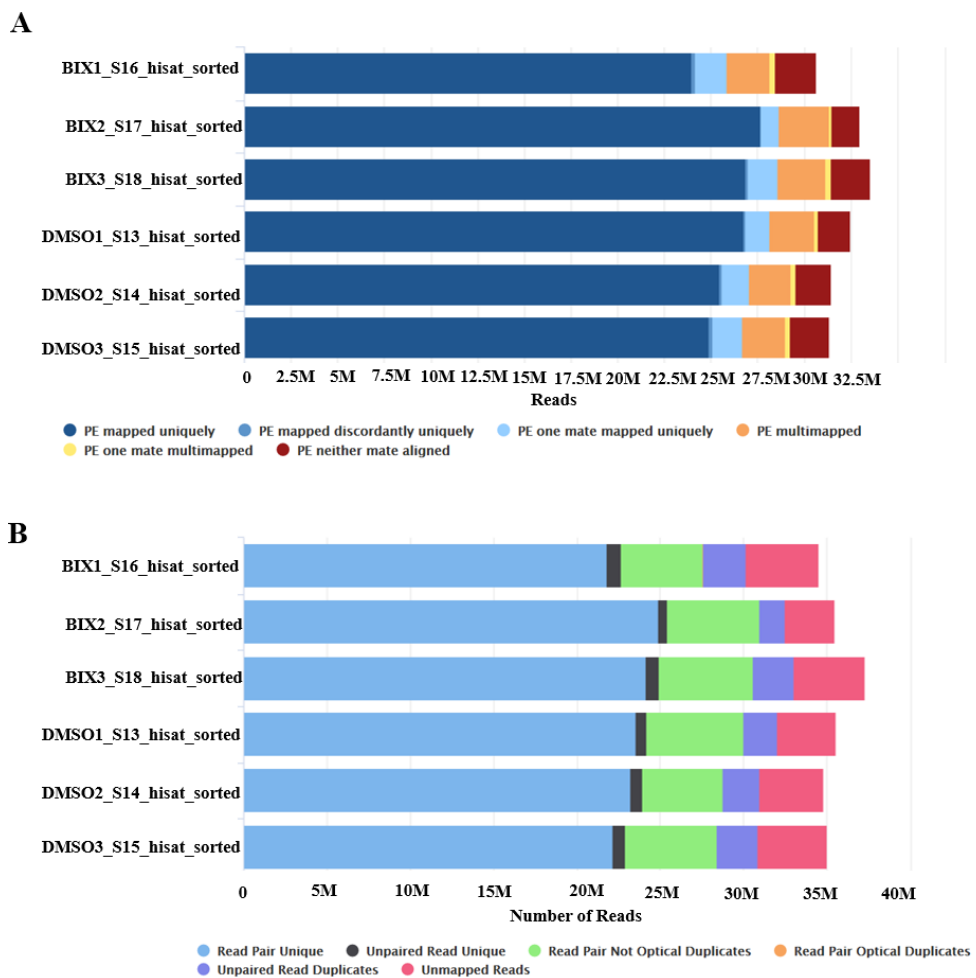 A
BIX1_S16_hisat_sorted
BIX2_S17_hisat_sorted
BIX3_S18_hisat_sorted
DMSO1_S13_hisat_sorted
DMSO2_S14_hisat_sorted
DMSO3_S15_hisat_sorted
0 2.5M 5M 7.5M 10M 12.5M 15M 17.5M 20M 22.5M 25M 27.5M 30M 32.5M
Reads
PE mapped uniquely PE mapped discordantly uniquely PE one mate mapped uniquely PE multimapped
PE one mate multimapped PE neither mate aligned
B
BIX1_S16_hisat_sorted
BIX2_S17_hisat_sorted
BIX3_S18_hisat_sorted
DMSO1_S13_hisat_sorted
DMSO2_S14_hisat_sorted
DMSO3_S15_hisat_sorted
0 5M 10M 15M 20M 25M 30M 35M 40M
Number of Reads
Read Pair Unique Unpaired Read Unique Read Pair Not Optical Duplicates Read Pair Optical Duplicates
Unpaired Read Duplicates Unmapped Reads